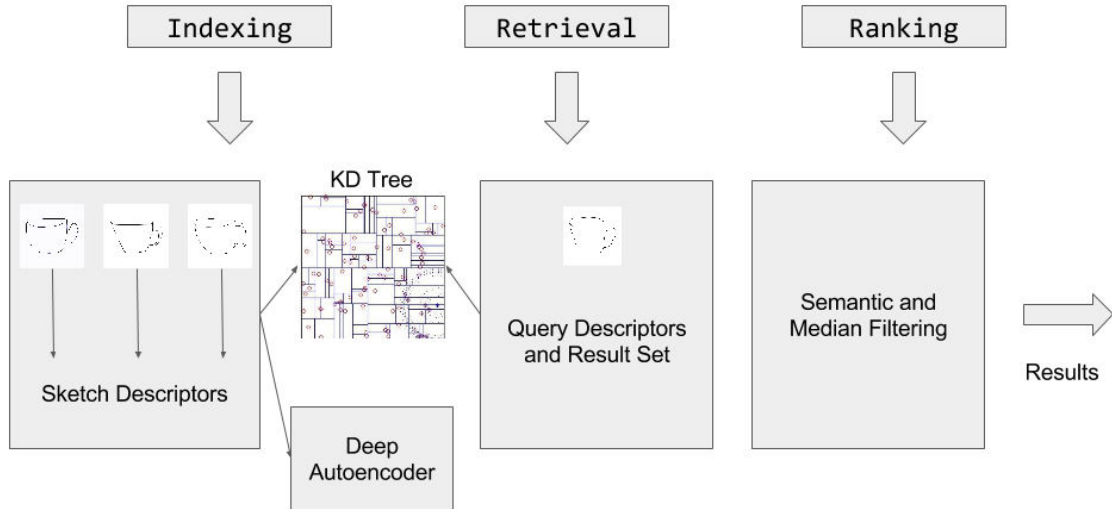 Indexing
Retrieval
Ranking
KD Tree
Sketch Descriptors
Deep
Autoencoder
Query Descriptors
and Result Set
Semantic and
Median Filtering
Results